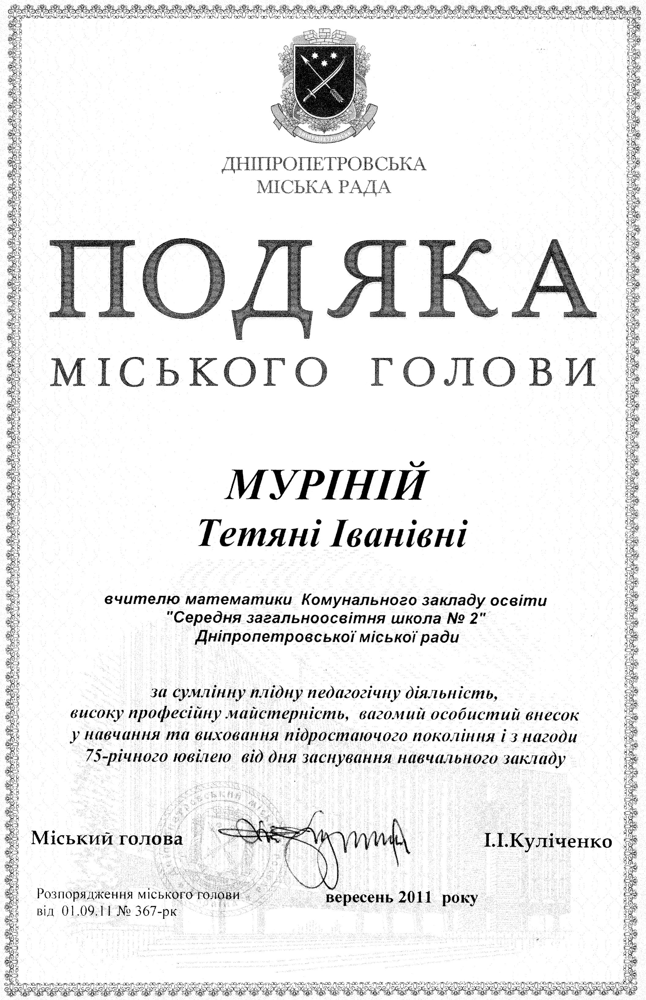 ДНІПРОПЕТРОВСЬК
ДНІПРОПЕТРОВСЬКА
МІСЬКА РАДА
ПОДЯКА
МІСЬКОГО ГОЛОВИ
МУРІНІЙ
Тетяні Іванівні
вчителю математики Комунального закладу освіти
"Середня загальноосвітня школа № 2"
Дніпропетровської міської ради
за сумлінну плідну педагогічну діяльність,
високу професійну майстерність, вагомий особистий внесок
у навчання та виховання підростаючого покоління і з нагоди
75-річного ювілею від дня заснування навчального закладу
Міський голова
І.І.Куліченко
Розпорядження міського голови
від 01.09.11 № 367-рк
вересень 2011 року